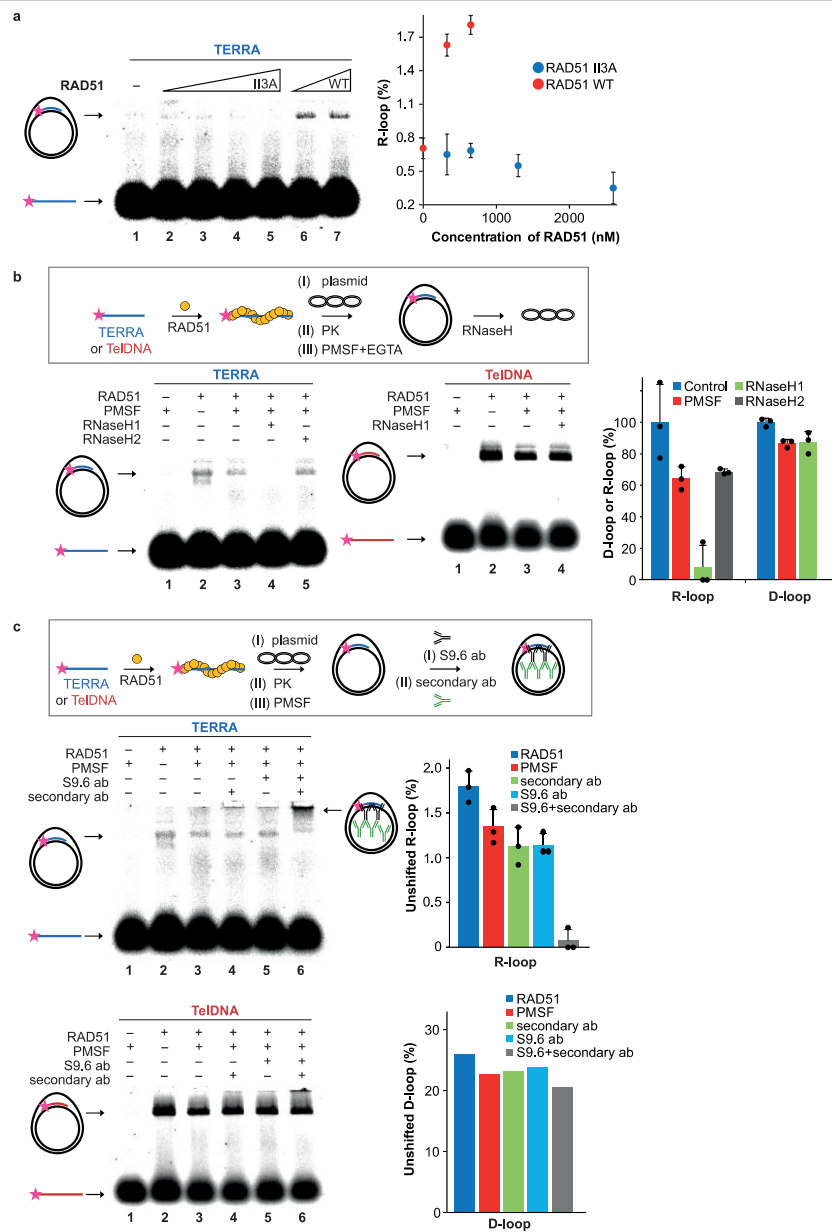 a
TERRA
RAD51
–
II3A
WT
1 2 3 4 5 6 7
R-loop (%)
1.7
1.4
1.1
0.8
0.5
0.2
0 1000 2000
Concentration of RAD51 (nM)
RAD51 II3A
RAD51 WT
b
TERRA
or TelDNA
RAD51
(I) plasmid
(II) PK
(III) PMSF+EGTA
RNaseH
TERRA
RAD51 – + + + +
PMSF + – + + +
RNaseH1 – – – + –
RNaseH2 – – – – +
1 2 3 4 5
TelDNA
RAD51 – + + +
PMSF + – + +
RNaseH1 – – – +
1 2 3 4
Control
RNaseH1
PMSF
RNaseH2
D-loop or R-loop (%)
100
80
60
40
20
0
R-loop D-loop
c
TERRA
or TelDNA
RAD51
(I) plasmid
(II) PK
(III) PMSF
(I) S9.6 ab
(II) secondary ab
TERRA
RAD51 – + + + + +
PMSF + – + + + +
S9.6 ab – – – – + +
secondary ab – – – + – +
1 2 3 4 5 6
RAD51
PMSF
secondary ab
S9.6 ab
S9.6+secondary ab
Unshifted R-loop (%)
2.0
1.5
1.0
0.5
0
R-loop
TelDNA
RAD51 – + + + + +
PMSF + – + + + +
S9.6 ab – – – – + +
secondary ab – – – + – +
1 2 3 4 5 6
RAD51
PMSF
secondary ab
S9.6 ab
S9.6+secondary ab
Unshifted D-loop (%)
30
20
10
0
D-loop